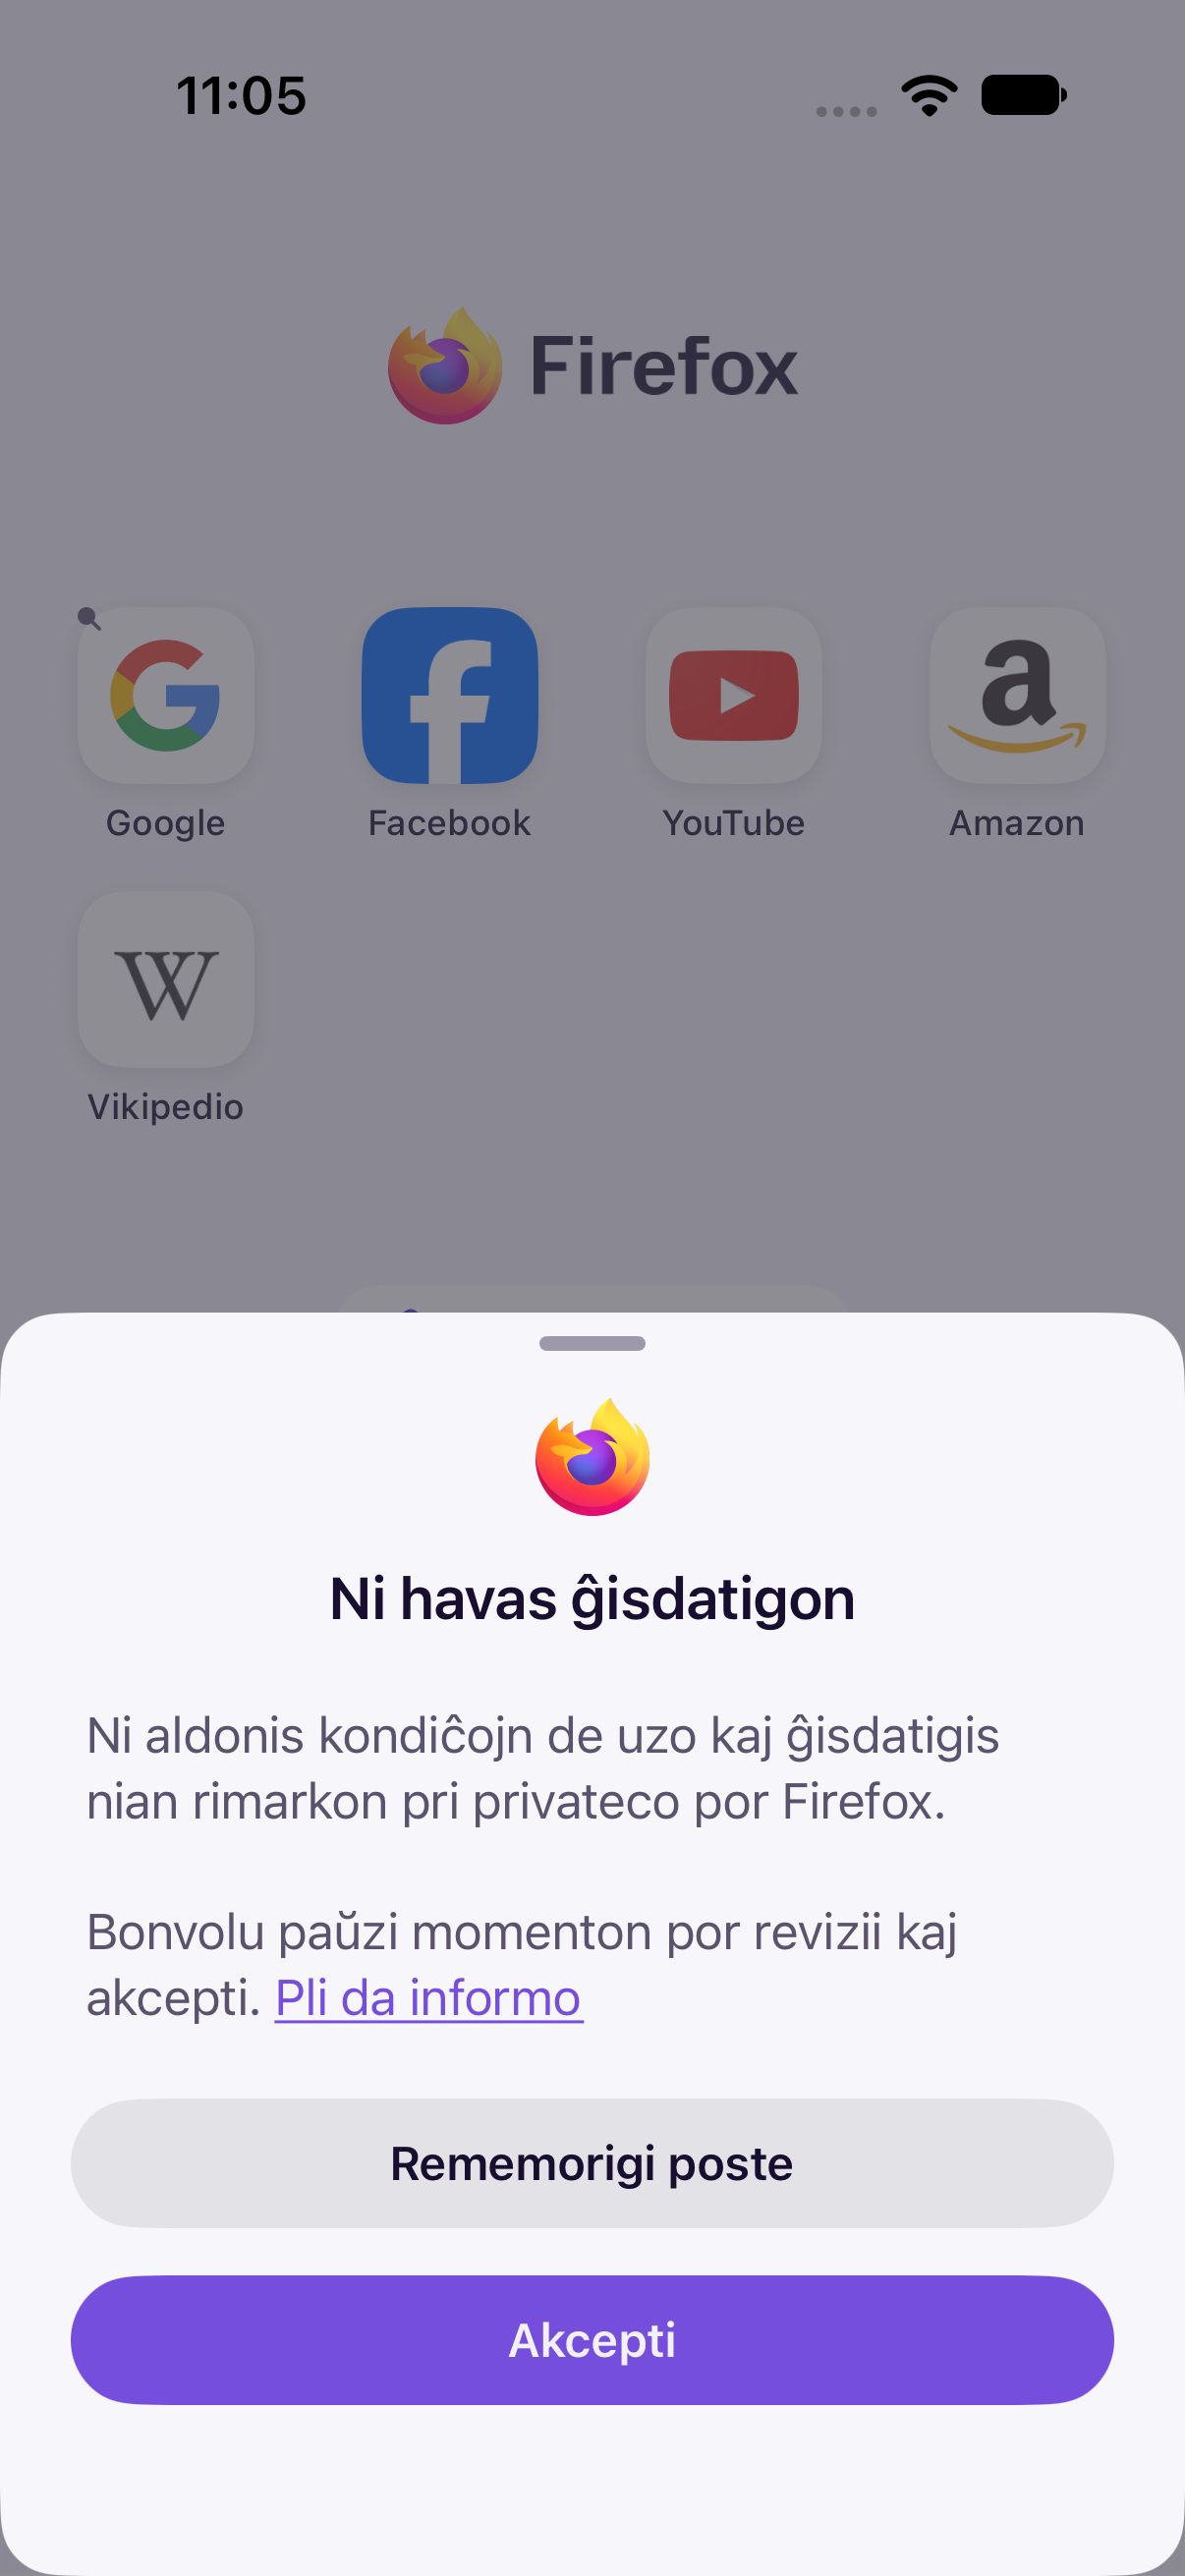 11:05
Firefox
Google
Facebook
YouTube
Amazon
Vikipedio
Ni havas ĝisdatigon
Ni aldonis kondiĉojn de uzo kaj ĝisdatigis
nian rimarkon pri privateco por Firefox.
Bonvolu paŭzi momenton por revizii kaj
akcepti. Pli da informo
Rememorigi poste
Akcepti